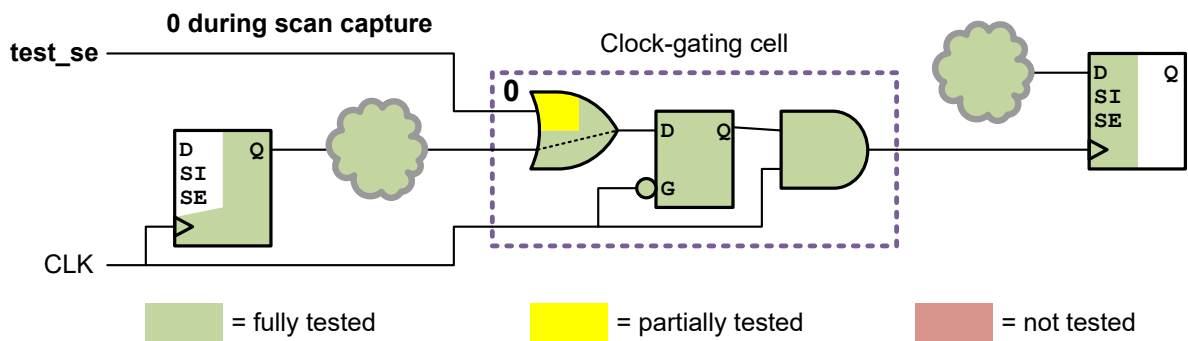 0 during scan capture
test_se
Clock-gating cell
0
D Q
SI
SE
D Q
SI
SE
D Q
G
CLK
= fully tested
= partially tested
= not tested